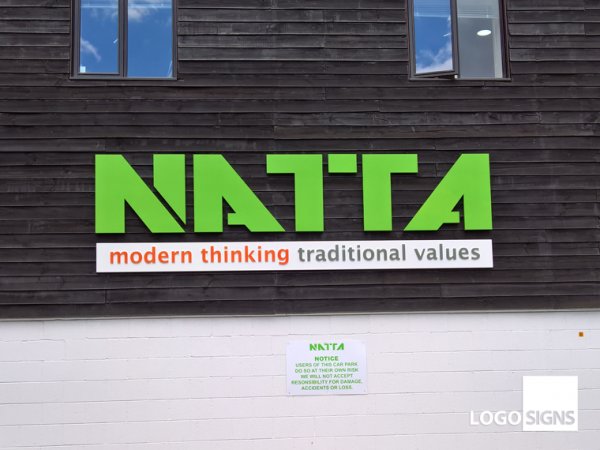 NATTA
modern thinking traditional values
NATTA
NOTICE
USERS OF THIS CAR PARK
DO SO AT THEIR OWN RISK
WE WILL NOT ACCEPT
RESONSIBILITY FOR DAMAGE,
ACCIDENTS OR LOSS.
LOGO SIGNS